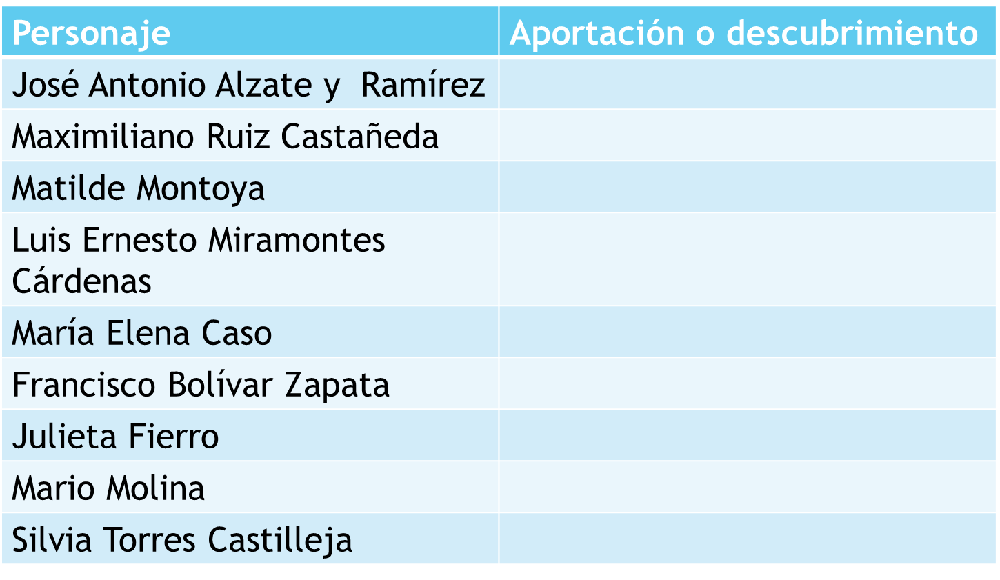 Personaje Aportación o descubrimiento
José Antonio Alzate y  Ramírez
Maximiliano Ruiz Castañeda
Matilde Montoya
Luis Ernesto Miramontes
Cárdenas
María Elena Caso
Francisco Bolívar Zapata
Julieta Fierro
Mario Molina
Silvia Torres Castilleja